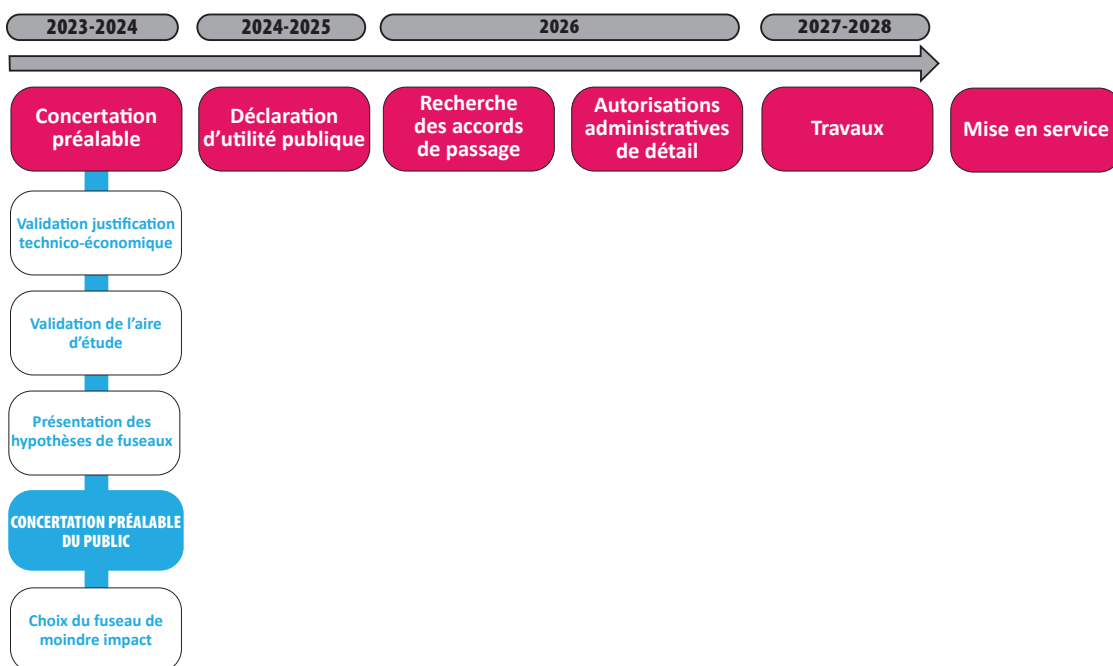 2023-2024
2024-2025
2026
2027-2028
Concertation
préalable
Déclaration
d'utilité publique
Recherche
des accords
de passage
Autorisations
administratives
de détail
Travaux
Mise en service
Validation justification
technico-économique
Validation de l'aire
d'étude
Présentation des
hypothèses de fuseaux
CONCERTATION PRÉALABLE
DU PUBLIC
Choix du fuseau de
moindre impact